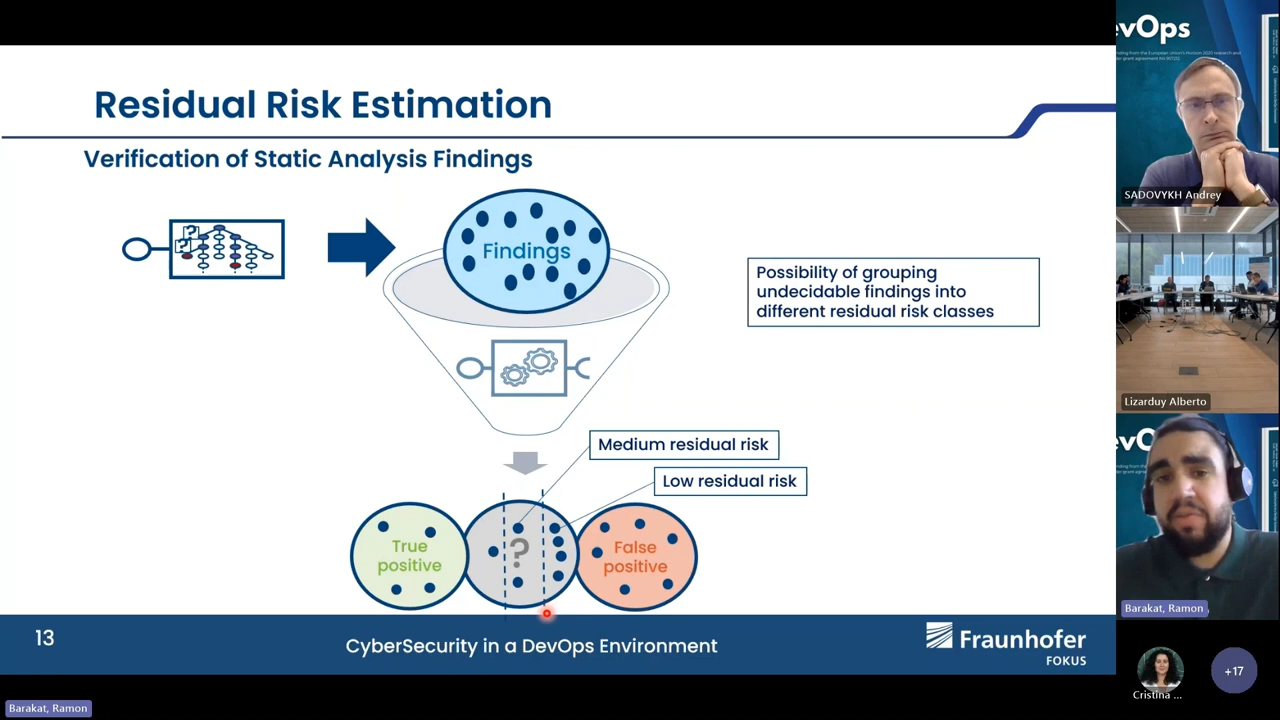 Residual Risk Estimation
Verification of Static Analysis Findings
?
?
Findings
Possibility of grouping
undecidable findings into
different residual risk classes
Medium residual risk
Low residual risk
True
positive
?
False
positive
13
CyberSecurity in a DevOps Environment
Fraunhofer
FOKUS
Barakat, Ramon
vOps
SADOVYKH Andrey
Lizarduy Alberto
Barakat, Ramon
Cristina ...
+17